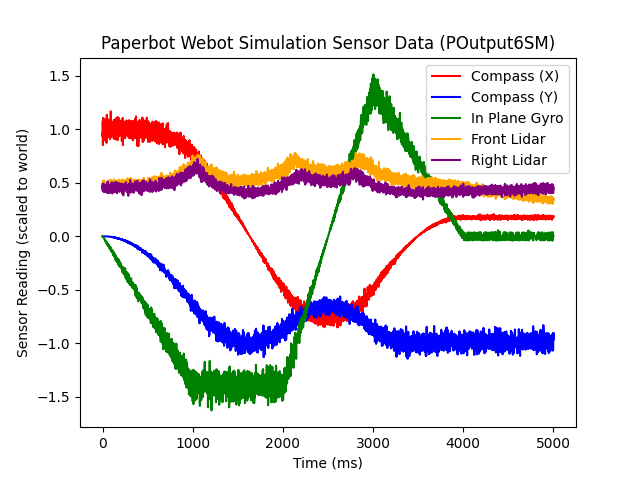 Paperbot Webot Simulation Sensor Data (POutput6SM)
Compass (X)
Compass (Y)
In Plane Gyro
Front Lidar
Right Lidar
Sensor Reading (scaled to world)
1.5
1.0
0.5
0.0
−0.5
−1.0
−1.5
0 1000 2000 3000 4000 5000
Time (ms)